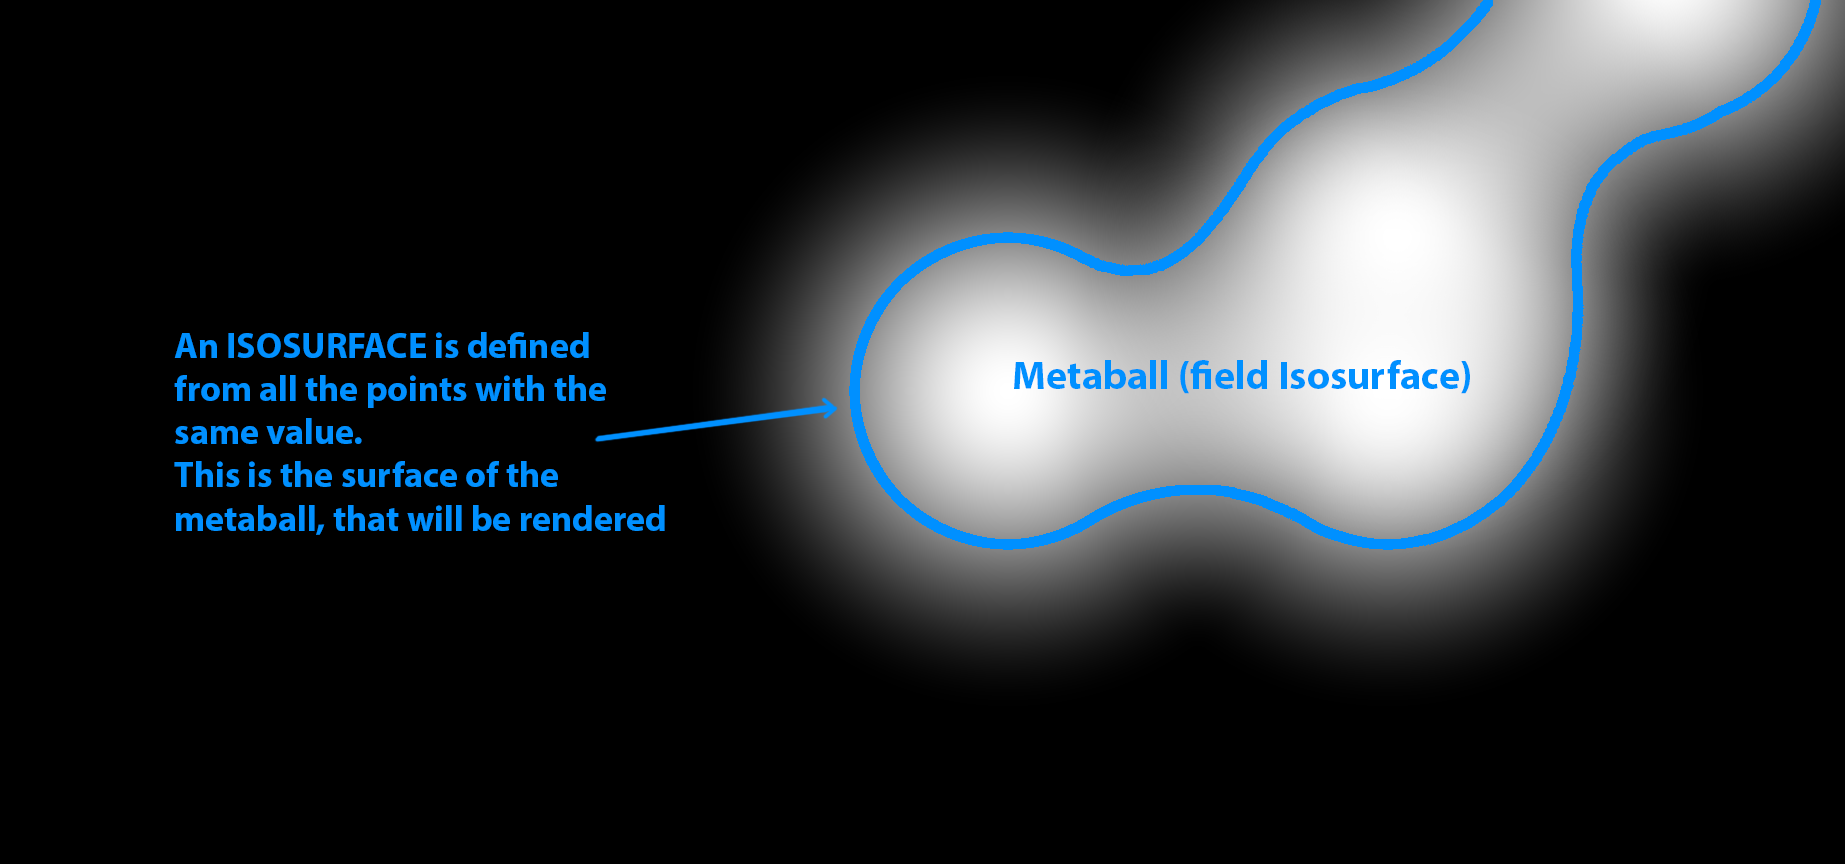 An ISOSURFACE is defined
from all the points with the
same value.
This is the surface of the
metaball, that will be rendered
Metaball (field Isosurface)